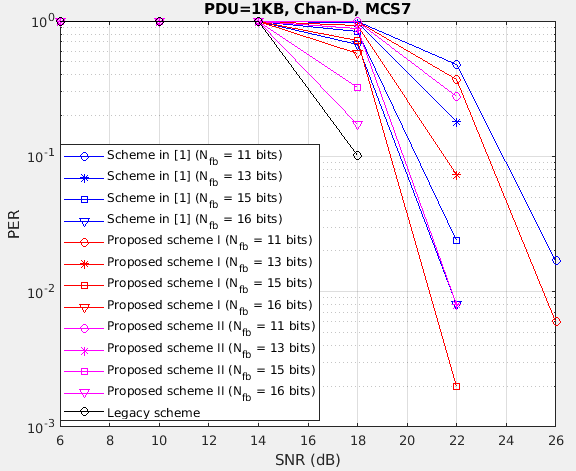 PDU=1KB, Chan-D, MCS7
10^0
10^-1
10^-2
10^-3
PER
Scheme in [1] (N_fb = 11 bits)
Scheme in [1] (N_fb = 13 bits)
Scheme in [1] (N_fb = 15 bits)
Scheme in [1] (N_fb = 16 bits)
Proposed scheme I (N_fb = 11 bits)
Proposed scheme I (N_fb = 13 bits)
Proposed scheme I (N_fb = 15 bits)
Proposed scheme I (N_fb = 16 bits)
Proposed scheme II (N_fb = 11 bits)
Proposed scheme II (N_fb = 13 bits)
Proposed scheme II (N_fb = 15 bits)
Proposed scheme II (N_fb = 16 bits)
Legacy scheme
6 8 10 12 14 16 18 20 22 24 26
SNR (dB)